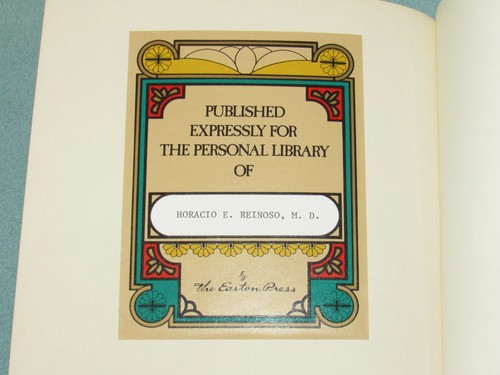 PUBLISHED
EXPRESSLY FOR
THE PERSONAL LIBRARY
OF
HORACIO E. REINOSO, M. D.
By
The Easton Press